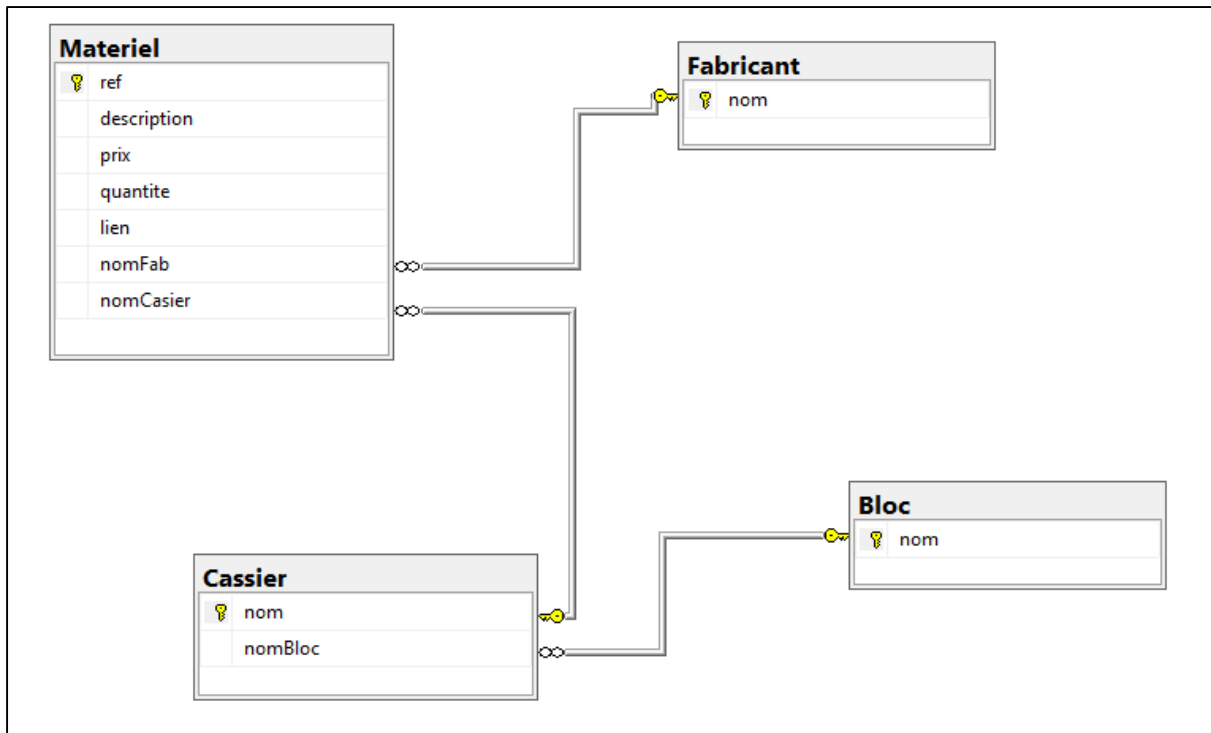 Materiel
ref
description
prix
quantite
lien
nomFab
nomCasier
Fabricant
nom
Cassier
nom
nomBloc
Bloc
nom